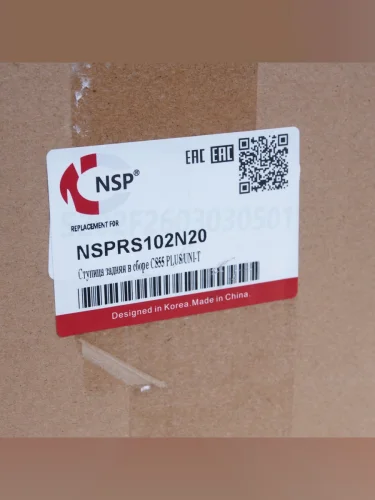 NSP®
EAC EAC
REPLACEMENT FOR
NSPRS102N20
Ступица задняя в сборе CS55 PLUS/UNI-T
Designed in Korea.Made in China